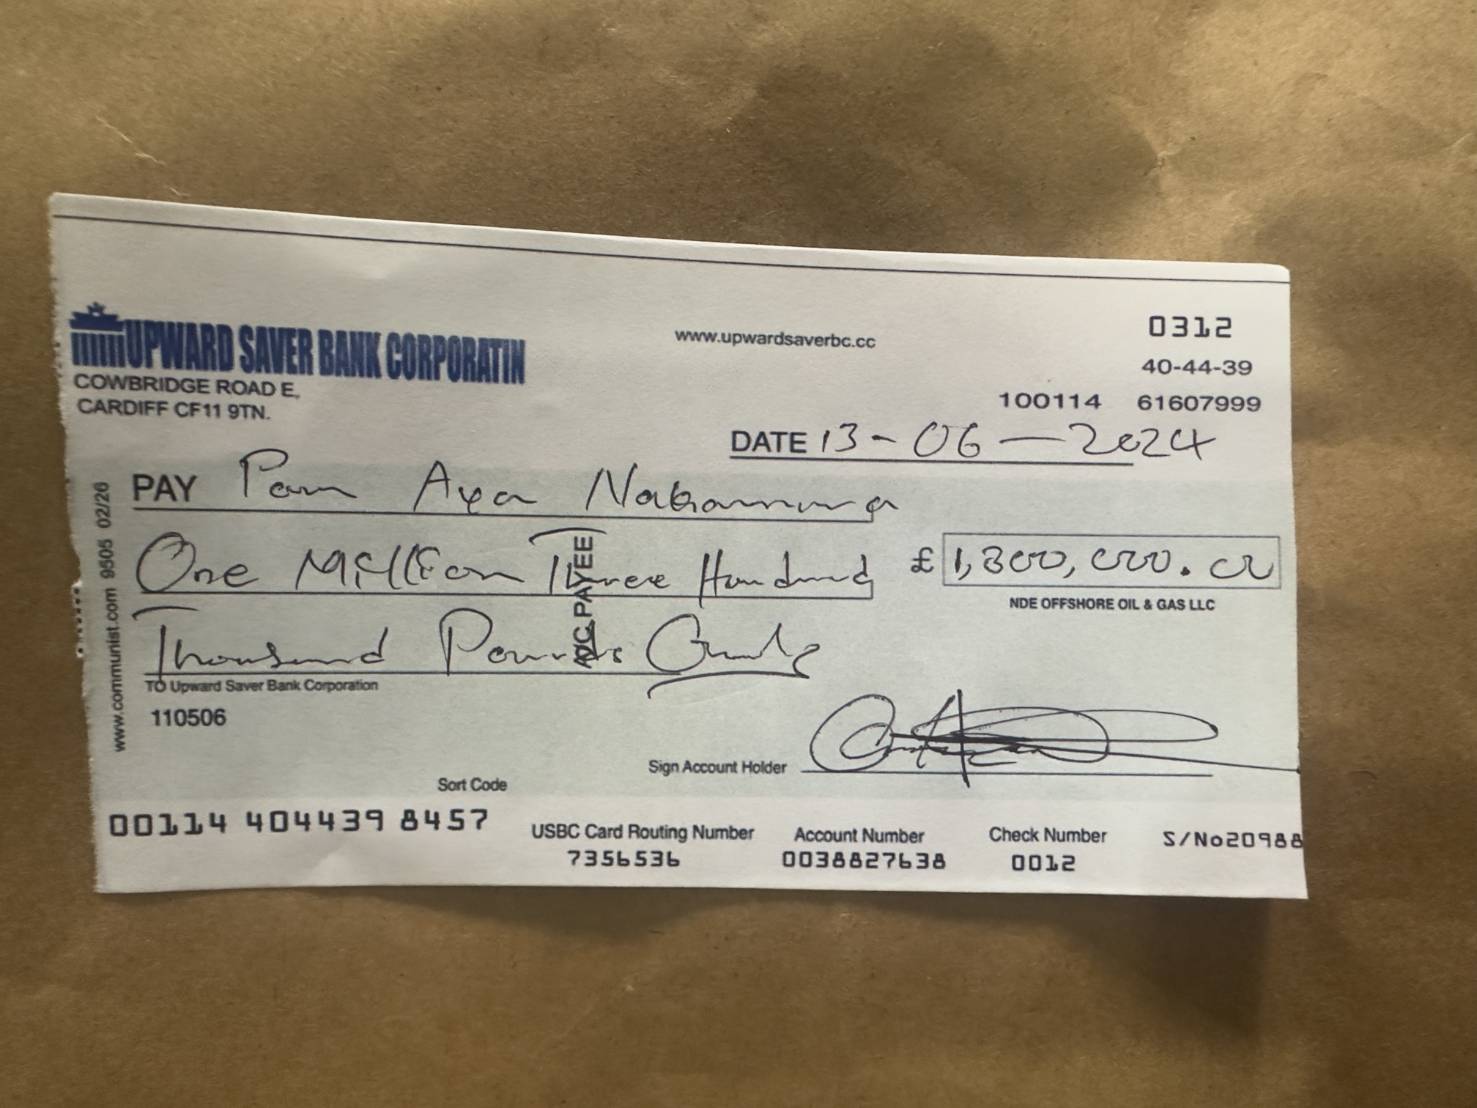 UPWARD SAVER BANK CORPORATIN
COWBRIDGE ROAD E,
CARDIFF CF11 9TN.
www.upwardsaverbc.cc
0312
40-44-39
100114 61607999
DATE 13-06-2024
PAY Pam Aya Nakamura
One Million Three Hundred
£ 1,300,000.00
NDE OFFSHORE OIL & GAS LLC
Thousand Pounds Only
A/C PAYEE
TO Upward Saver Bank Corporation
110506
www.communist.com 9505 02/26
Sign Account Holder
Sort Code
00114 404439 8457
USBC Card Routing Number
7356536
Account Number
0038827638
Check Number
0012
S/No20988